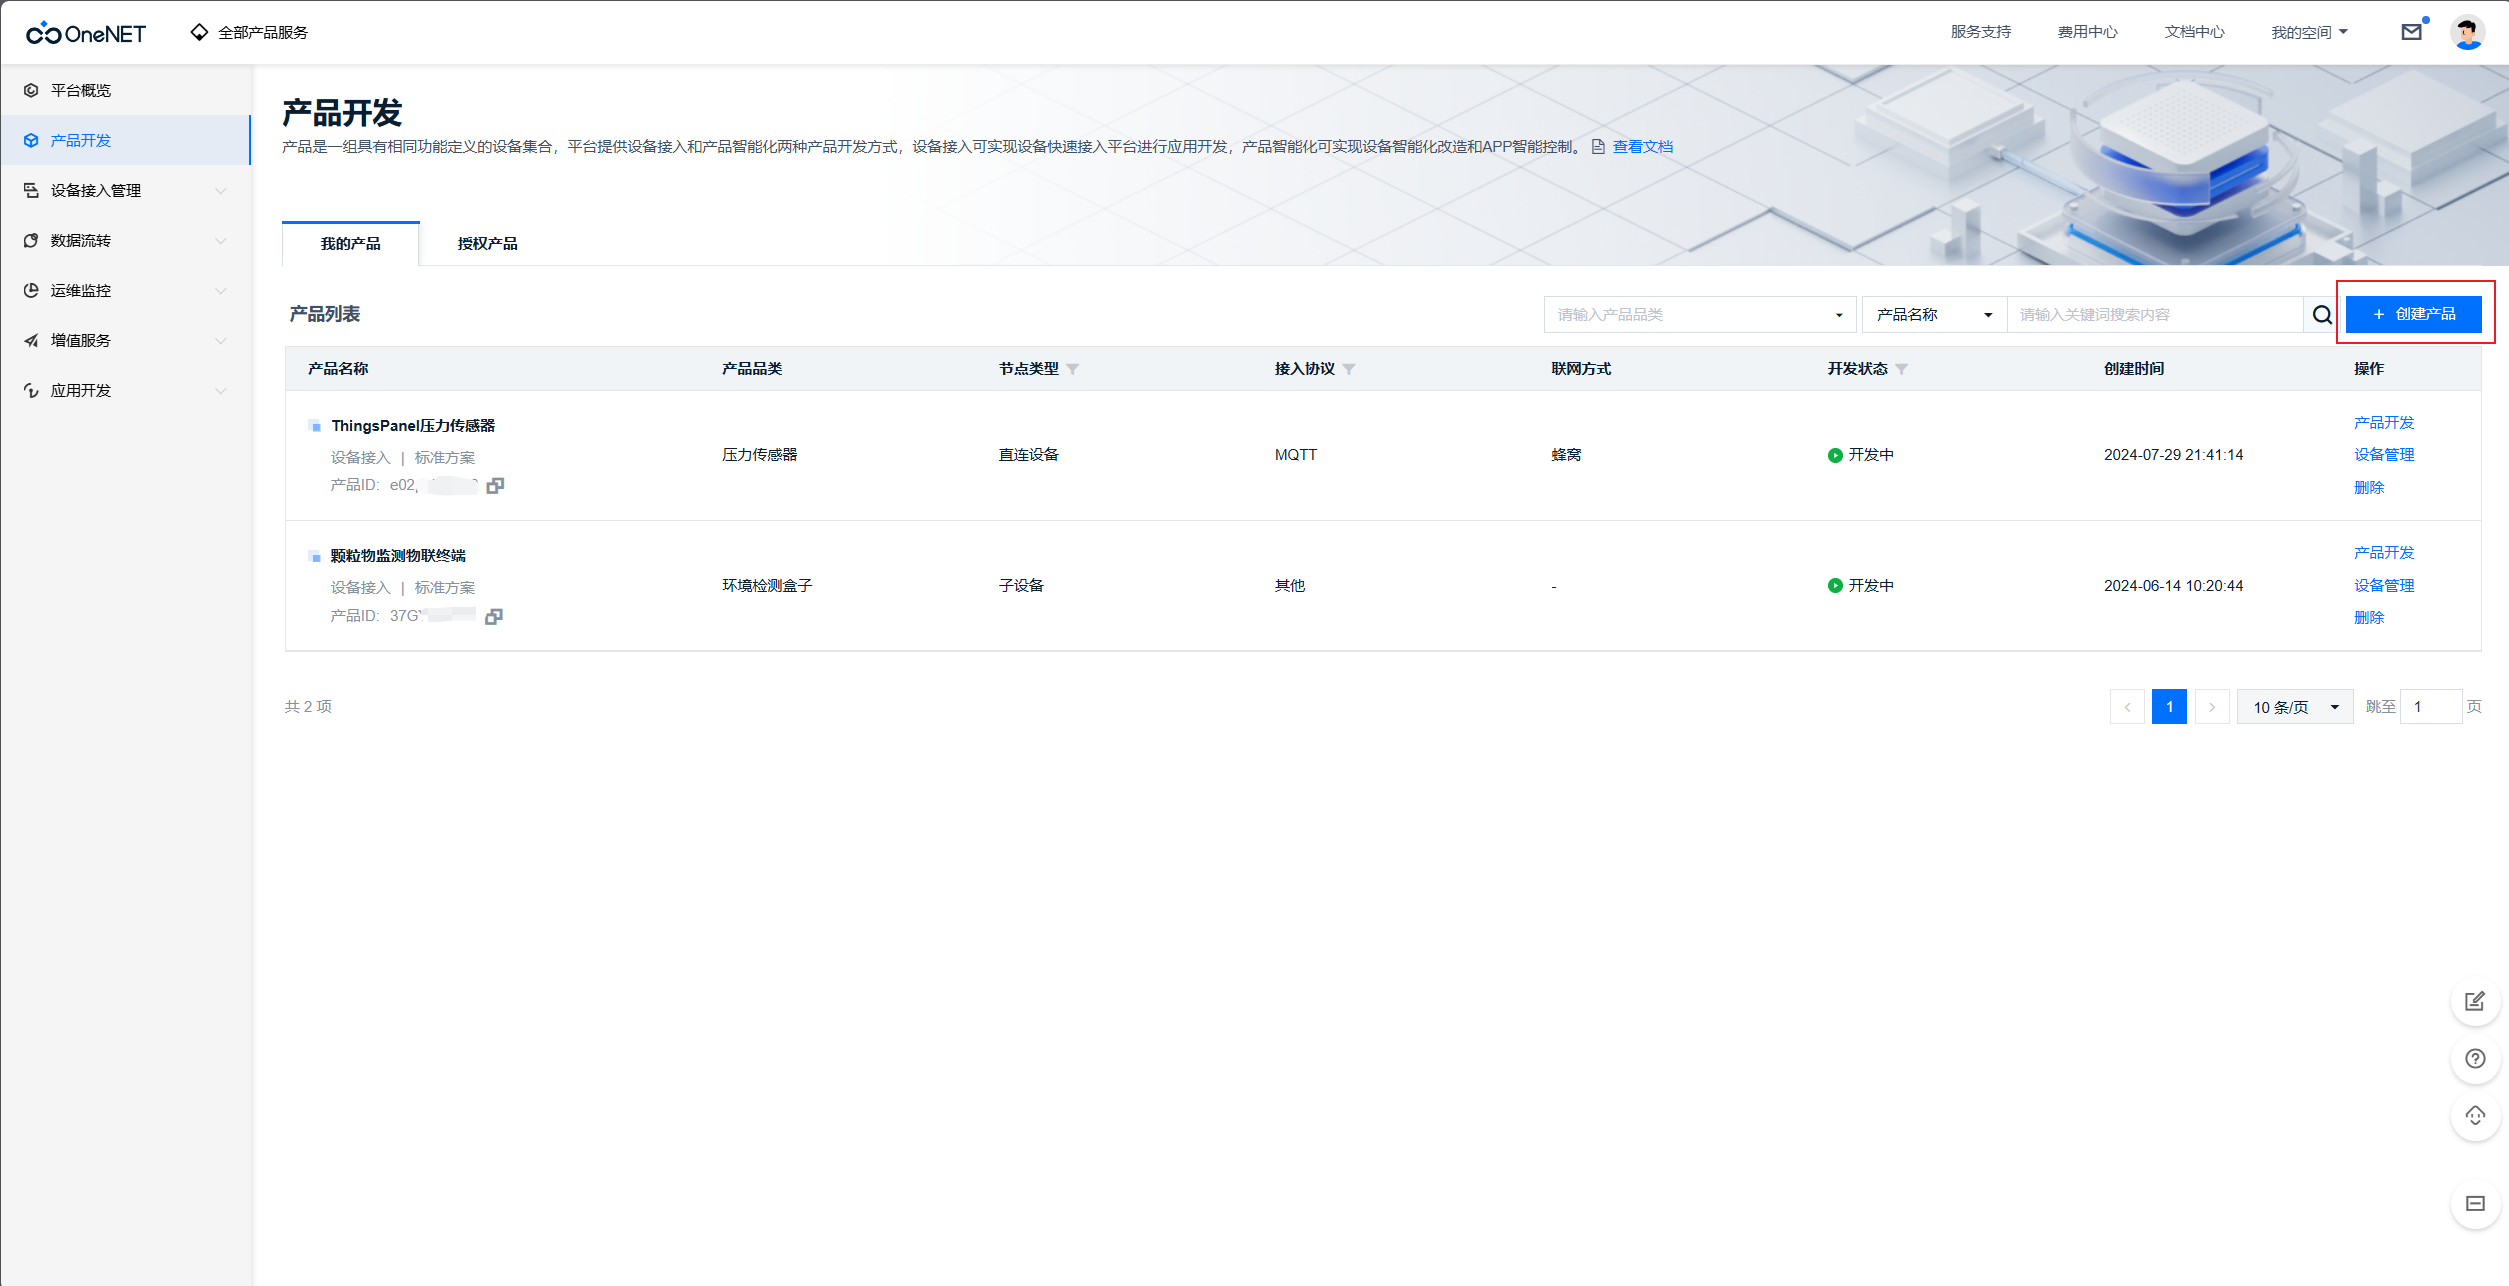 OneNET
全部产品服务
服务支持
费用中心
文档中心
我的空间
平台概览
产品开发
设备接入管理
数据流转
运维监控
增值服务
应用开发
产品开发
产品是一组具有相同功能定义的设备集合，平台提供设备接入和产品智能化两种产品开发方式，设备接入可实现设备快速接入平台进行应用开发，产品智能化可实现设备智能化改造和APP智能控制。 查看文档
我的产品
授权产品
产品列表
请输入产品品类
产品名称
请输入关键词搜索内容
+ 创建产品
产品名称 产品品类 节点类型 接入协议 联网方式 开发状态 创建时间 操作
ThingsPanel压力传感器
设备接入 | 标准方案
产品ID: e02
压力传感器
直连设备
MQTT
蜂窝
开发中
2024-07-29 21:41:14
产品开发
设备管理
删除
颗粒物监测物联终端
设备接入 | 标准方案
产品ID: 37G
环境检测盒子
子设备
其他
-
开发中
2024-06-14 10:20:44
产品开发
设备管理
删除
共 2 项
< 1 > 10 条/页 跳至 1 页